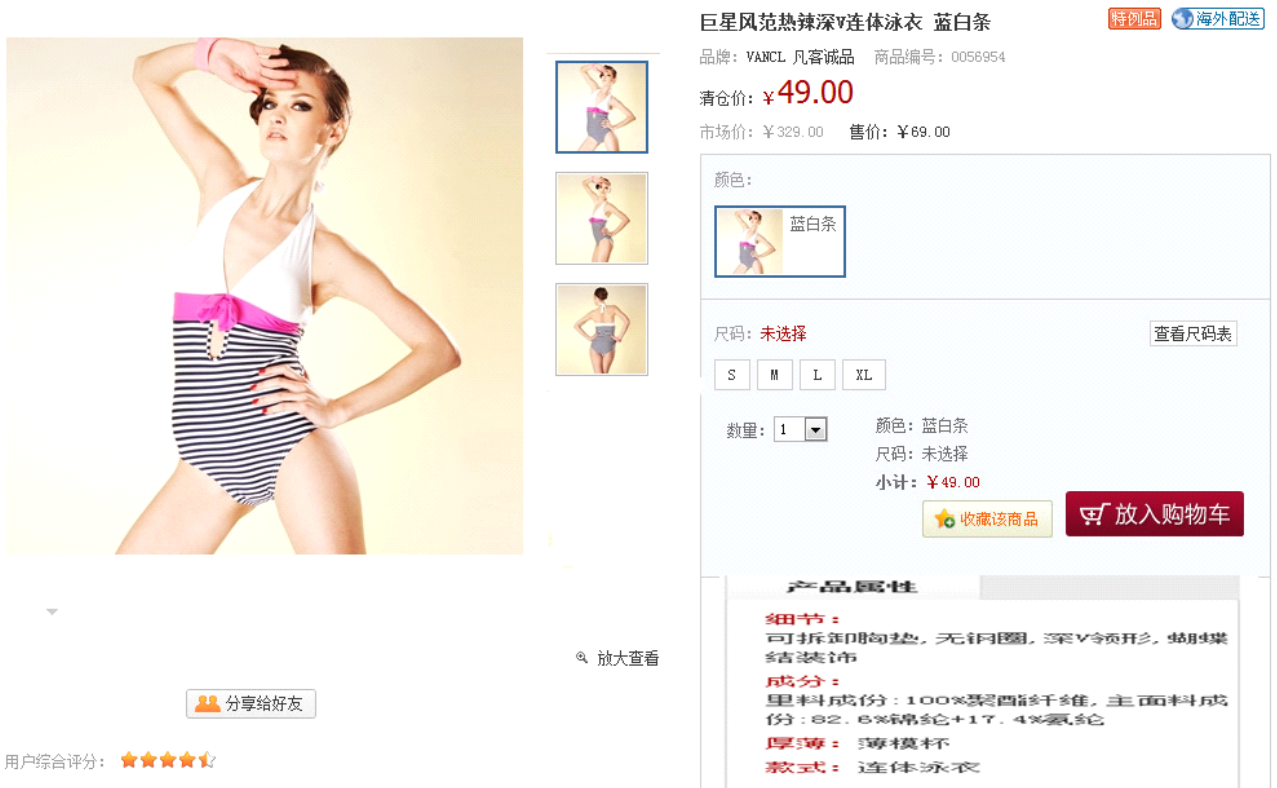 巨星风范热辣深V连体泳衣 蓝白条
特例品
海外配送
品牌：VANCL 凡客诚品 商品编号：0056954
清仓价：￥49.00
市场价：￥329.00 售价：￥69.00
颜色：
蓝白条
尺码：未选择
查看尺码表
S M L XL
数量：1
颜色：蓝白条
尺码：未选择
小计：￥49.00
收藏该商品
放入购物车
产品属性
细节：
可拆卸胸垫，无钢圈，深V领形，蝴蝶
结装饰
成分：
里料成份:100%聚酯纤维，主面料成
份:82.6%锦纶+17.4%氨纶
厚薄：薄模杯
款式：连体泳衣
放大查看
分享给好友
用户综合评分：